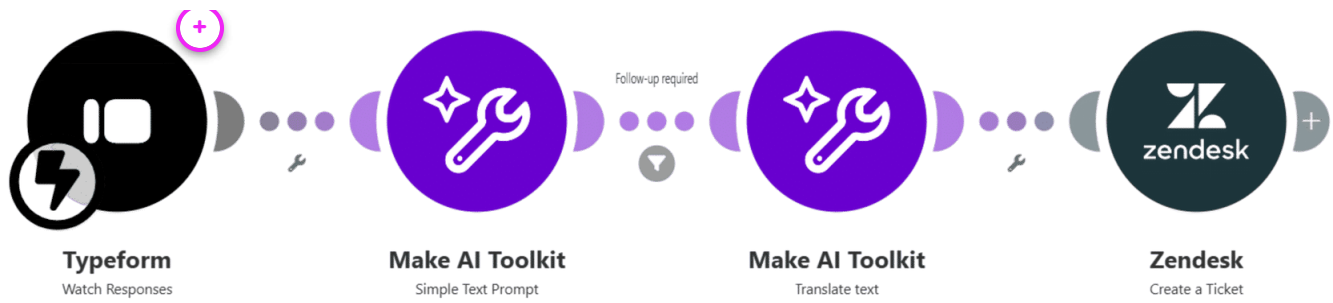 Follow-up required
zendesk
Typeform
Watch Responses
Make AI Toolkit
Simple Text Prompt
Make AI Toolkit
Translate text
Zendesk
Create a Ticket